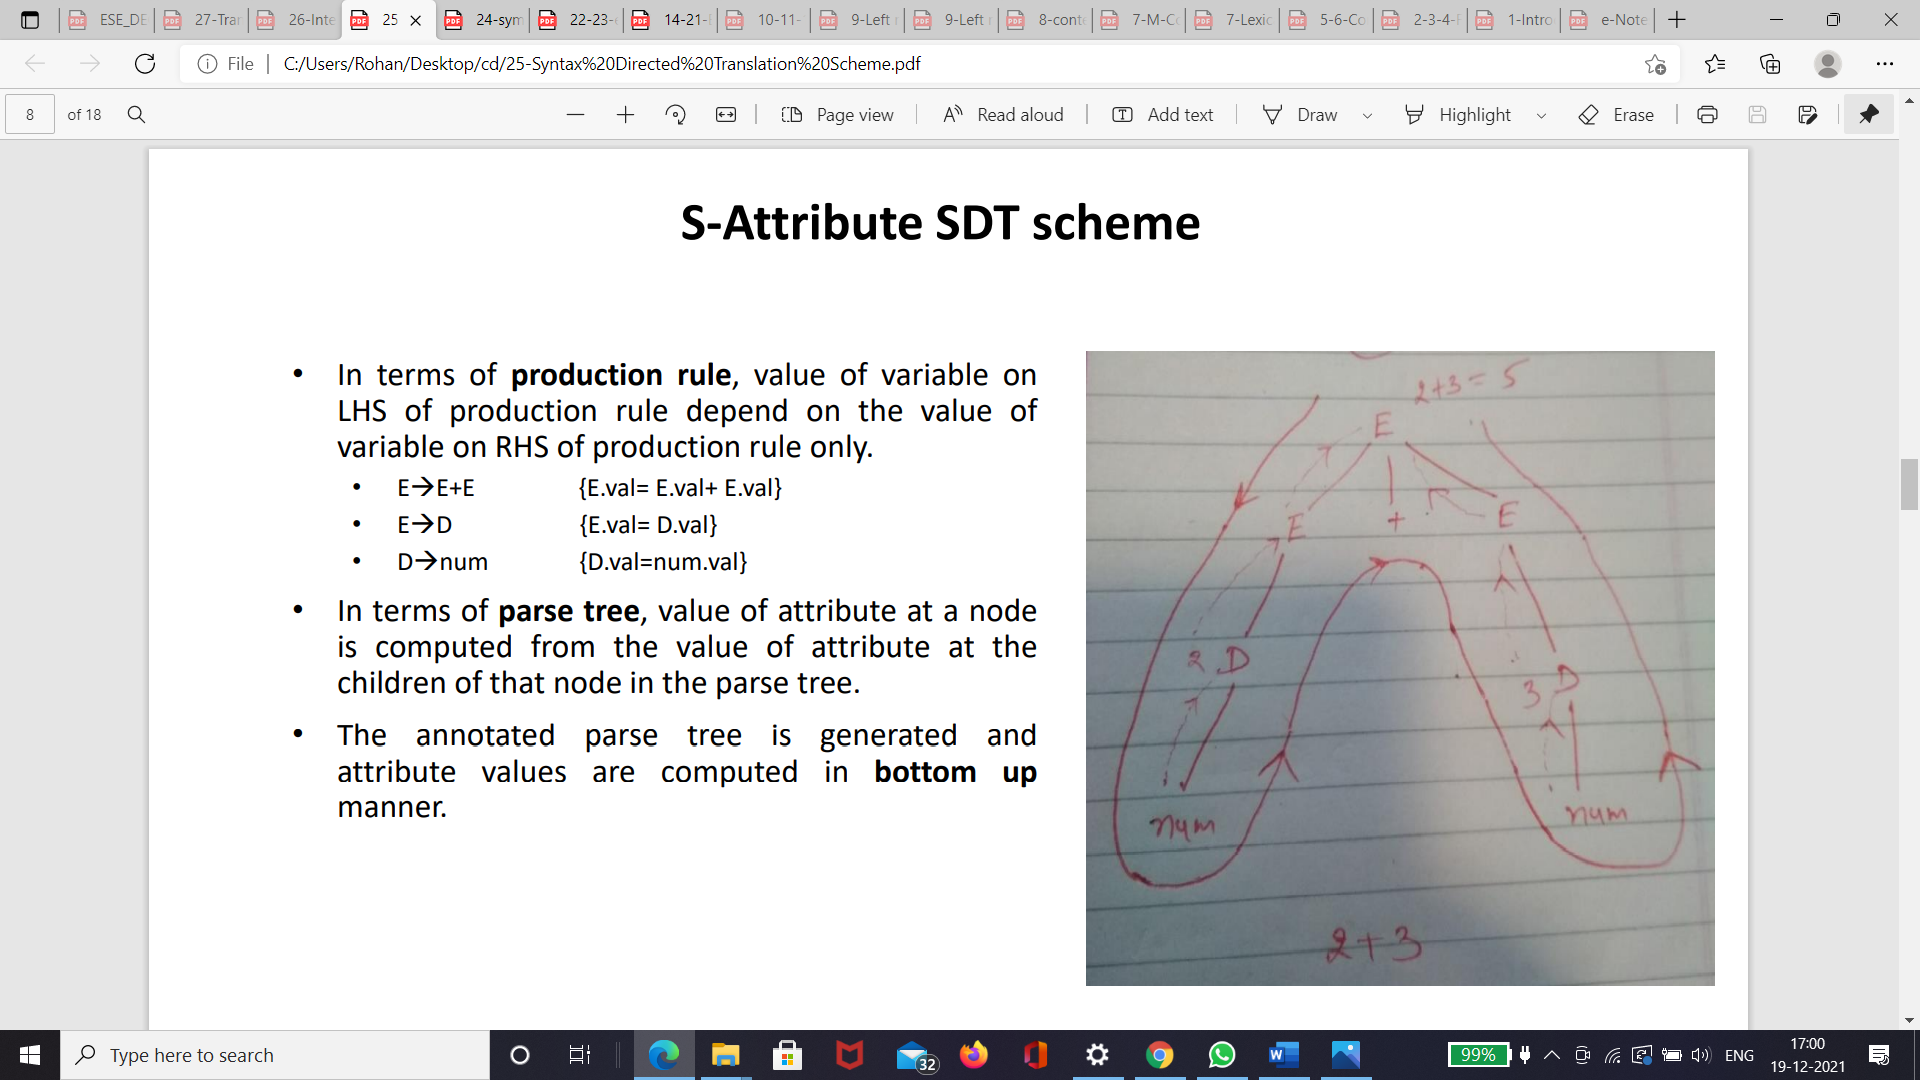 ESE_DE
27-Trar
26-Inte
25
24-sym
22-23-
14-21-
10-11-
9-Left
9-Left
8-cont
7-M-C
7-Lexic
5-6-Co
2-3-4-
1-Intro
e-Note
File
C:/Users/Rohan/Desktop/cd/25-Syntax%20Directed%20Translation%20Scheme.pdf
8 of 18
Page view
Read aloud
Add text
Draw
Highlight
Erase
S-Attribute SDT scheme
• In terms of production rule, value of variable on
LHS of production rule depend on the value of
variable on RHS of production rule only.
• E→E+E {E.val= E.val+ E.val}
• E→D {E.val= D.val}
• D→num {D.val=num.val}
• In terms of parse tree, value of attribute at a node
is computed from the value of attribute at the
children of that node in the parse tree.
• The annotated parse tree is generated and
attribute values are computed in bottom up
manner.
2+3=5
E
E + E
2 D
3 D
num
num
2+3
Type here to search
32
99%
ENG
17:00
19-12-2021